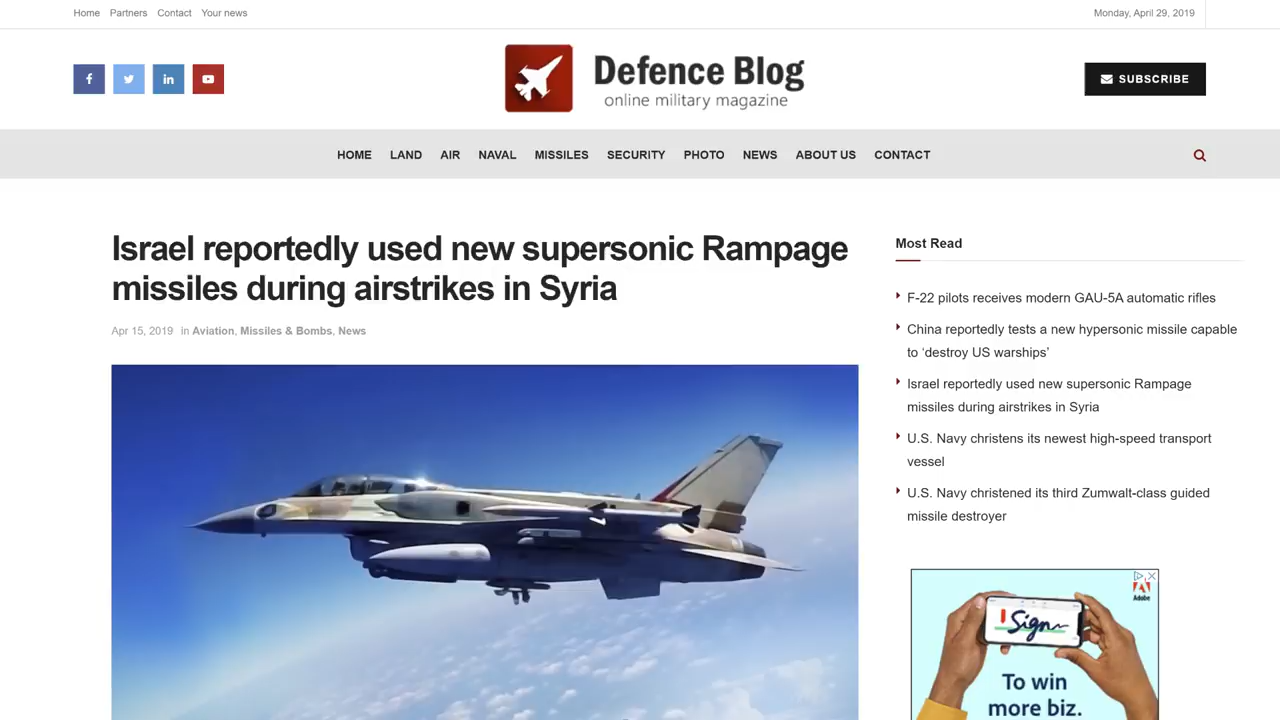 Home Partners Contact Your news
Monday, April 29, 2019
Defence Blog
online military magazine
SUBSCRIBE
HOME LAND AIR NAVAL MISSILES SECURITY PHOTO NEWS ABOUT US CONTACT
Israel reportedly used new supersonic Rampage
missiles during airstrikes in Syria
Apr 15, 2019 in Aviation, Missiles & Bombs, News
Most Read
F-22 pilots receives modern GAU-5A automatic rifles
China reportedly tests a new hypersonic missile capable
to ‘destroy US warships’
Israel reportedly used new supersonic Rampage
missiles during airstrikes in Syria
U.S. Navy christens its newest high-speed transport
vessel
U.S. Navy christened its third Zumwalt-class guided
missile destroyer
Adobe
Sign
To win
more biz.